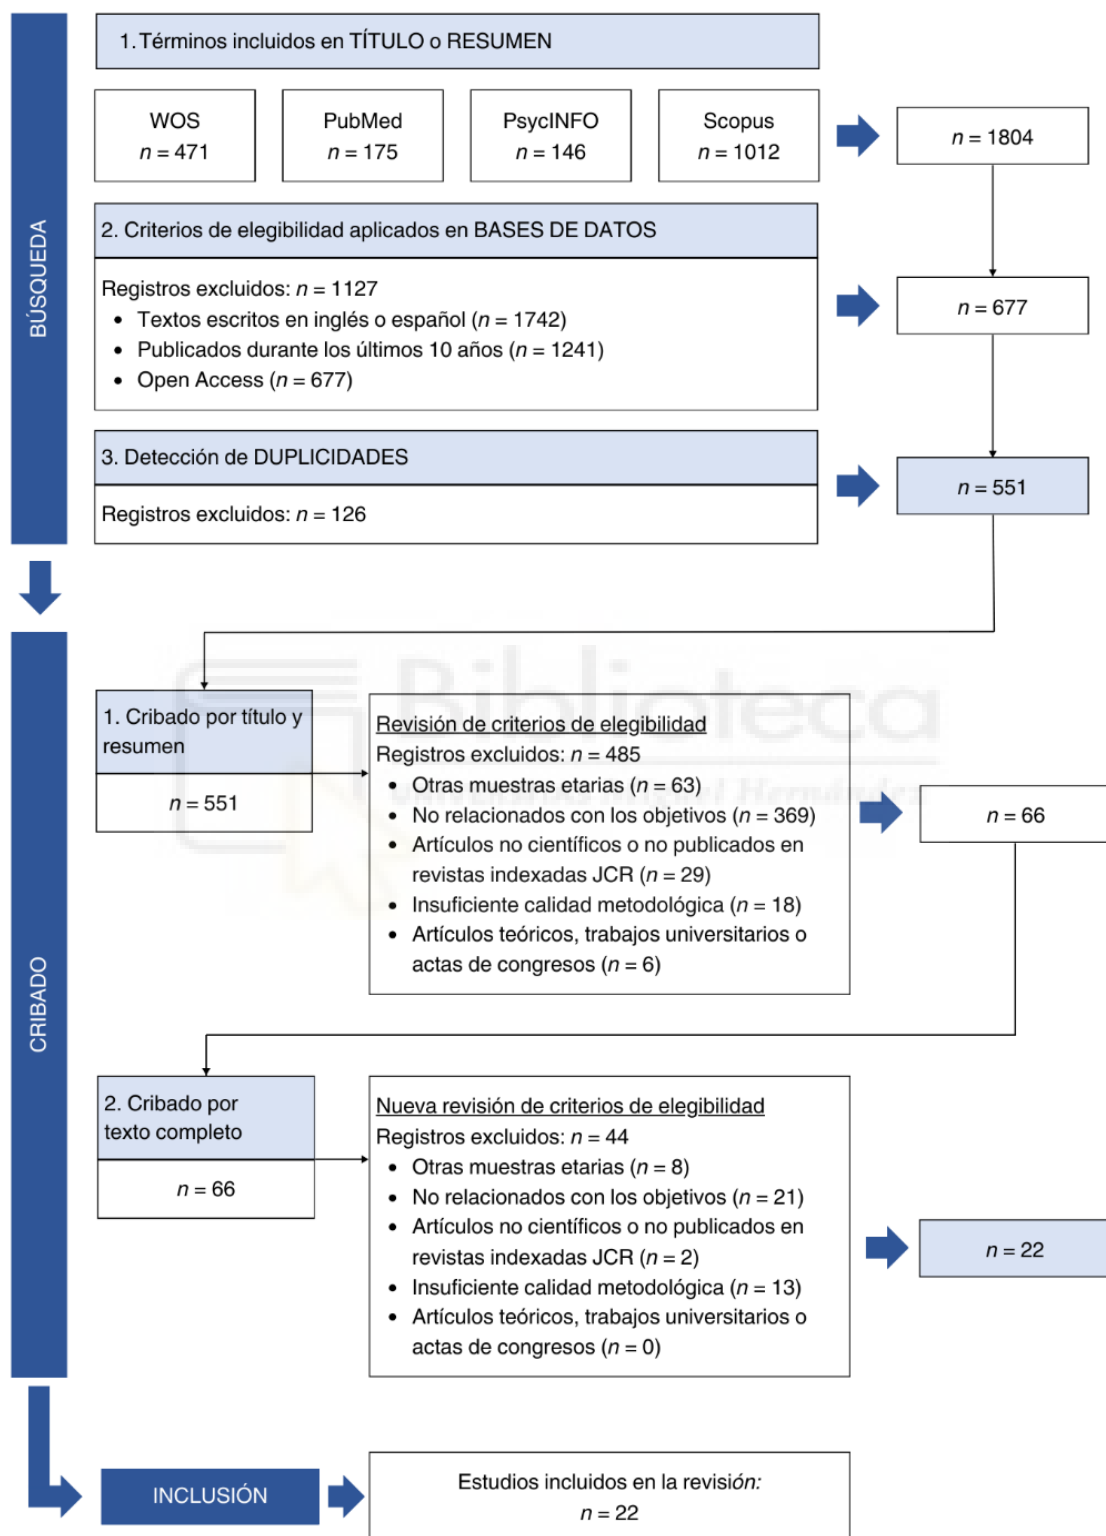 1. Términos incluidos en TÍTULO o RESUMEN
WOS
n = 471
PubMed
n = 175
PsycINFO
n = 146
Scopus
n = 1012
n = 1804
BÚSQUEDA
2. Criterios de elegibilidad aplicados en BASES DE DATOS
Registros excluidos: n = 1127
• Textos escritos en inglés o español (n = 1742)
• Publicados durante los últimos 10 años (n = 1241)
• Open Access (n = 677)
n = 677
3. Detección de DUPLICIDADES
Registros excluidos: n = 126
n = 551
Biblioteca
Universitas Miguel Hernández
CRIBADO
1. Cribado por título y
resumen
n = 551
Revisión de criterios de elegibilidad
Registros excluidos: n = 485
• Otras muestras etarias (n = 63)
• No relacionados con los objetivos (n = 369)
• Artículos no científicos o no publicados en
revistas indexadas JCR (n = 29)
• Insuficiente calidad metodológica (n = 18)
• Artículos teóricos, trabajos universitarios o
actas de congresos (n = 6)
n = 66
2. Cribado por
texto completo
n = 66
Nueva revisión de criterios de elegibilidad
Registros excluidos: n = 44
• Otras muestras etarias (n = 8)
• No relacionados con los objetivos (n = 21)
• Artículos no científicos o no publicados en
revistas indexadas JCR (n = 2)
• Insuficiente calidad metodológica (n = 13)
• Artículos teóricos, trabajos universitarios o
actas de congresos (n = 0)
n = 22
INCLUSIÓN
Estudios incluidos en la revisión:
n = 22